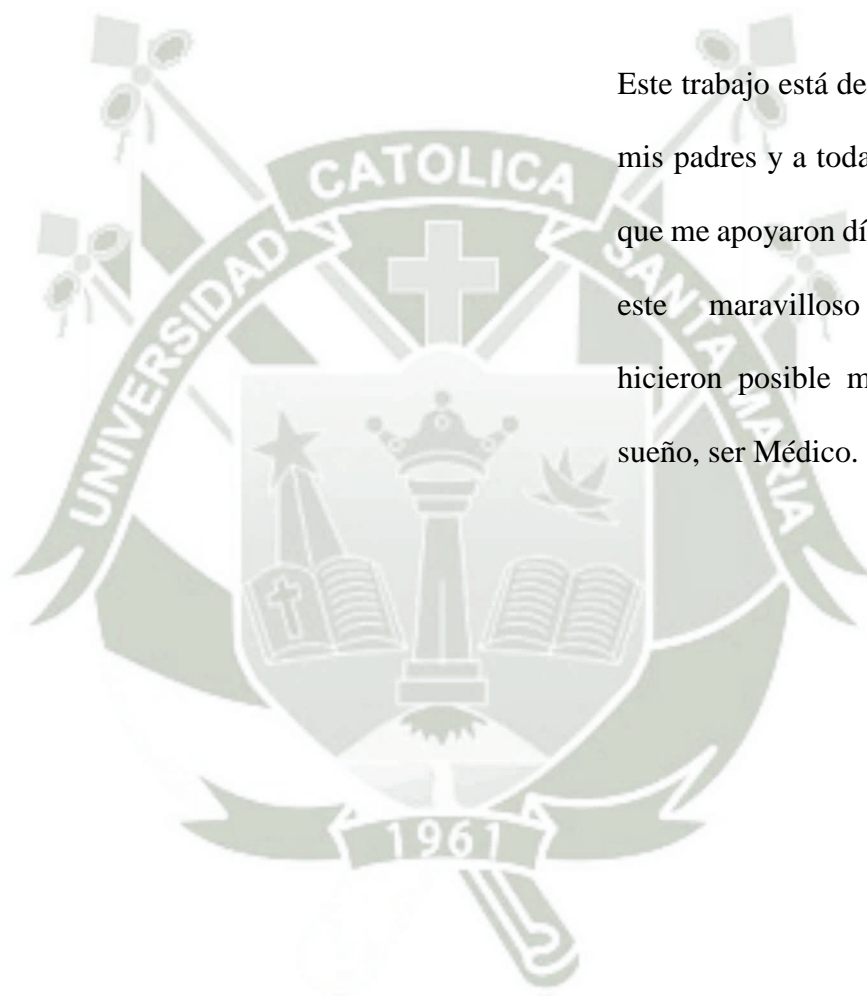 Este trabajo está de
mis padres y a toda
que me apoyaron dí
este maravilloso
hicieron posible m
sueño, ser Médico.
UNIVERSIDAD CATOLICA SANTA MARIA
1961